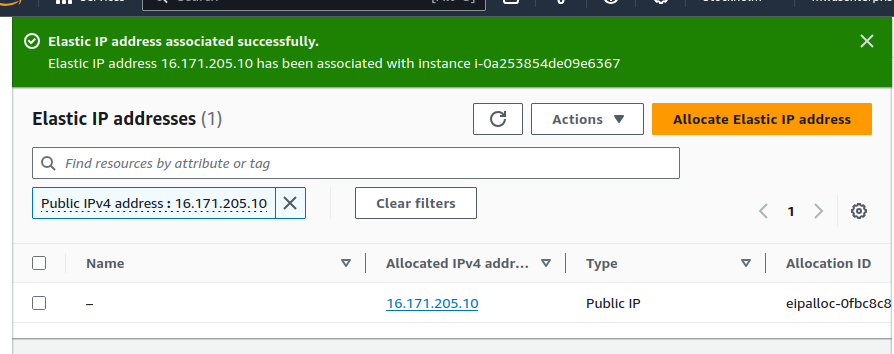 Services
Search
Stockholm
Elastic IP address associated successfully.
Elastic IP address 16.171.205.10 has been associated with instance i-0a253854de09e6367
Elastic IP addresses (1)
Actions
Allocate Elastic IP address
Find resources by attribute or tag
Public IPv4 address : 16.171.205.10
Clear filters
1
Name
Allocated IPv4 addr...
Type
Allocation ID
–
16.171.205.10
Public IP
eipalloc-0fbc8c8